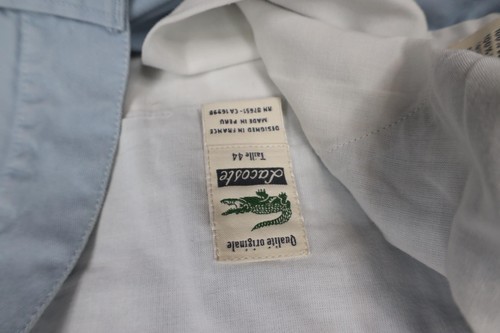 Qualité originale
Lacoste
Taille 44
DESIGNED IN FRANCE
MADE IN PERU